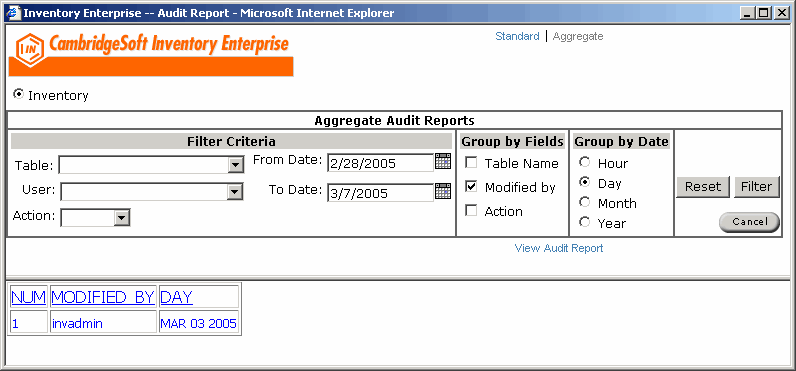 Inventory Enterprise -- Audit Report - Microsoft Internet Explorer
IN CambridgeSoft Inventory Enterprise
Standard | Aggregate
Inventory
Aggregate Audit Reports
Filter Criteria Group by Fields Group by Date
Table: From Date: 2/28/2005 Table Name Hour
User: To Date: 3/7/2005 Modified by Day Reset Filter
Action: Action Month
Year Cancel
View Audit Report
NUM MODIFIED_BY DAY
1 invadmin MAR 03 2005